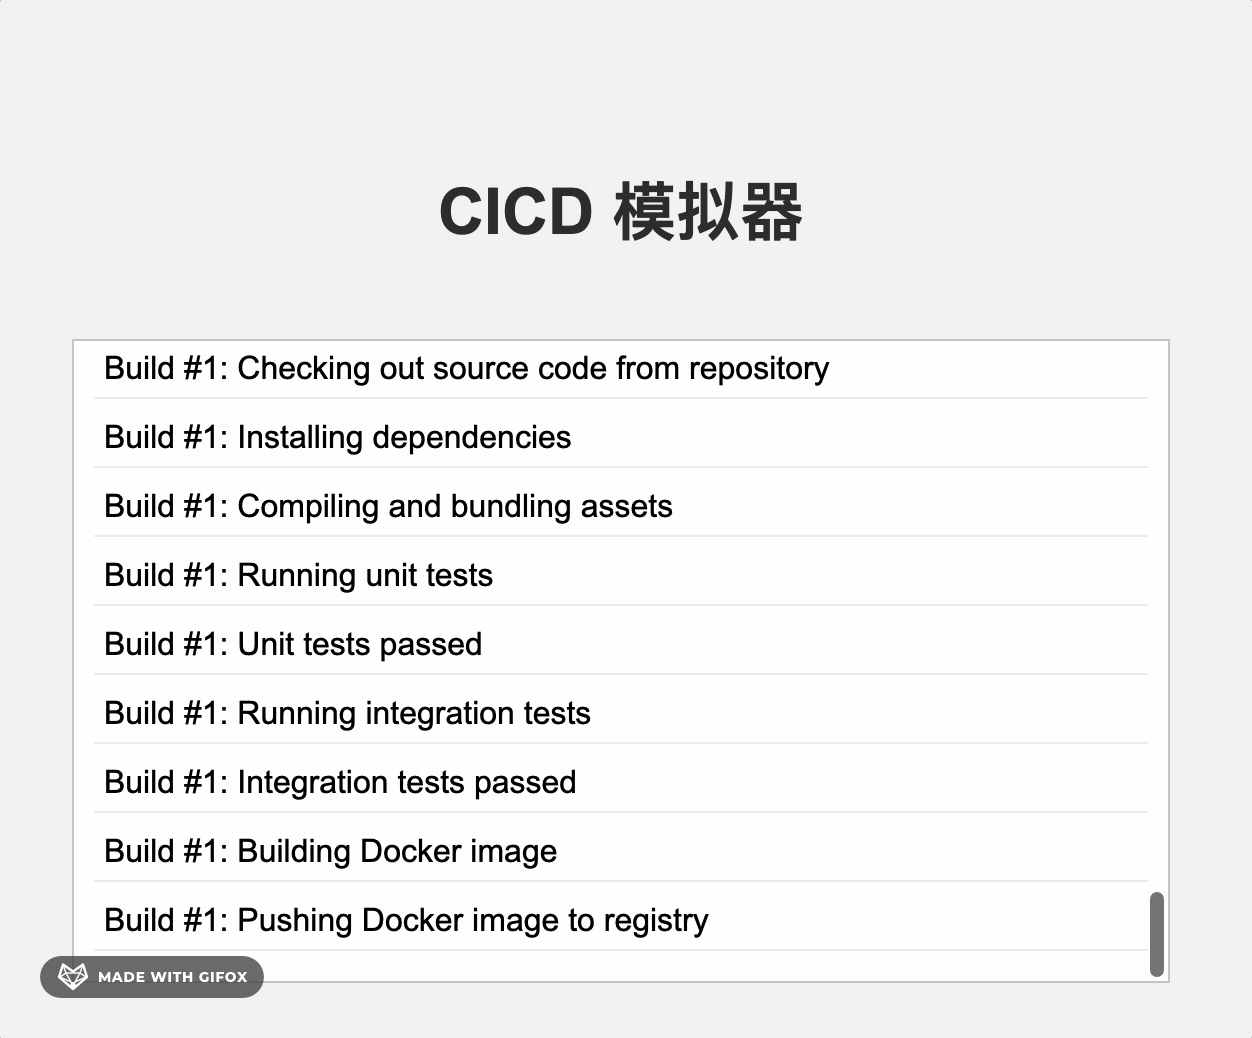 CICD 模拟器
Build #1: Checking out source code from repository
Build #1: Installing dependencies
Build #1: Compiling and bundling assets
Build #1: Running unit tests
Build #1: Unit tests passed
Build #1: Running integration tests
Build #1: Integration tests passed
Build #1: Building Docker image
Build #1: Pushing Docker image to registry
MADE WITH GIFOX